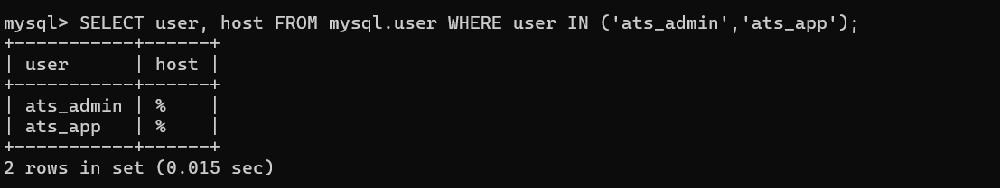 mysql> SELECT user, host FROM mysql.user WHERE user IN ('ats_admin','ats_app');
+-----------+------+
| user      | host |
+-----------+------+
| ats_admin | %    |
| ats_app   | %    |
+-----------+------+
2 rows in set (0.015 sec)